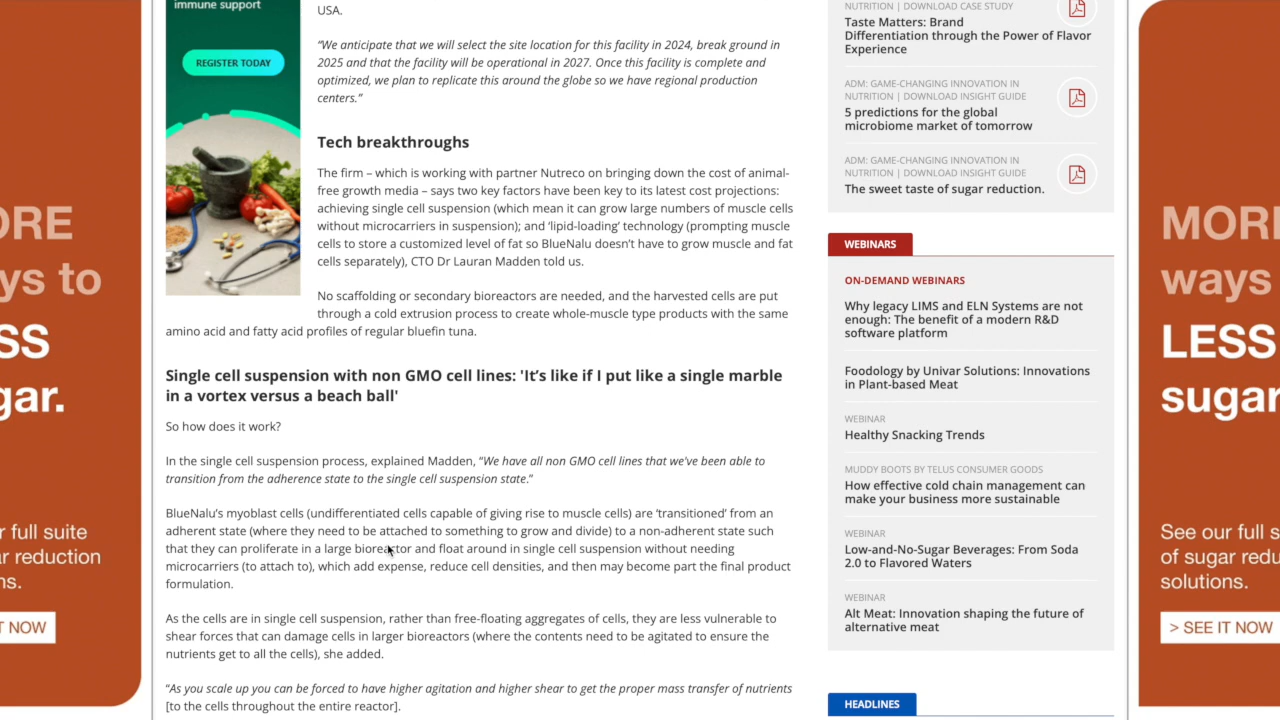 immune support
REGISTER TODAY
USA.
“We anticipate that we will select the site location for this facility in 2024, break ground in
2025 and that the facility will be operational in 2027. Once this facility is complete and
optimized, we plan to replicate this around the globe so we have regional production
centers.”
Tech breakthroughs
The firm – which is working with partner Nutreco on bringing down the cost of animal-
free growth media – says two key factors have been key to its latest cost projections:
achieving single cell suspension (which mean it can grow large numbers of muscle cells
without microcarriers in suspension); and ‘lipid-loading’ technology (prompting muscle
cells to store a customized level of fat so BlueNalu doesn’t have to grow muscle and fat
cells separately), CTO Dr Lauran Madden told us.
No scaffolding or secondary bioreactors are needed, and the harvested cells are put
through a cold extrusion process to create whole-muscle type products with the same
amino acid and fatty acid profiles of regular bluefin tuna.
Single cell suspension with non GMO cell lines: 'It’s like if I put like a single marble
in a vortex versus a beach ball'
So how does it work?
In the single cell suspension process, explained Madden, “We have all non GMO cell lines that we’ve been able to
transition from the adherence state to the single cell suspension state.”
BlueNalu’s myoblast cells (undifferentiated cells capable of giving rise to muscle cells) are ‘transitioned’ from an
adherent state (where they need to be attached to something to grow and divide) to a non-adherent state such
that they can proliferate in a large bioreactor and float around in single cell suspension without needing
microcarriers (to attach to), which add expense, reduce cell densities, and then may become part the final product
formulation.
As the cells are in single cell suspension, rather than free-floating aggregates of cells, they are less vulnerable to
shear forces that can damage cells in larger bioreactors (where the contents need to be agitated to ensure the
nutrients get to all the cells), she added.
“As you scale up you can be forced to have higher agitation and higher shear to get the proper mass transfer of nutrients
[to the cells throughout the entire reactor].
NUTRITION | DOWNLOAD CASE STUDY
Taste Matters: Brand
Differentiation through the Power of Flavor
Experience
ADM: GAME-CHANGING INNOVATION IN
NUTRITION | DOWNLOAD INSIGHT GUIDE
5 predictions for the global
microbiome market of tomorrow
ADM: GAME-CHANGING INNOVATION IN
NUTRITION | DOWNLOAD INSIGHT GUIDE
The sweet taste of sugar reduction.
WEBINARS
ON-DEMAND WEBINARS
Why legacy LIMS and ELN Systems are not
enough: The benefit of a modern R&D
software platform
Foodology by Univar Solutions: Innovations
in Plant-based Meat
WEBINAR
Healthy Snacking Trends
MUDDY BOOTS BY TELUS CONSUMER GOODS
How effective cold chain management can
make your business more sustainable
WEBINAR
Low-and-No-Sugar Beverages: From Soda
2.0 to Flavored Waters
WEBINAR
Alt Meat: Innovation shaping the future of
alternative meat
HEADLINES
ORE
ys to
SS
gar.
r full suite
ar reduction
ns.
T NOW
MOR
ways
LESS
sugar
See our full s
of sugar redu
solutions.
> SEE IT NOW